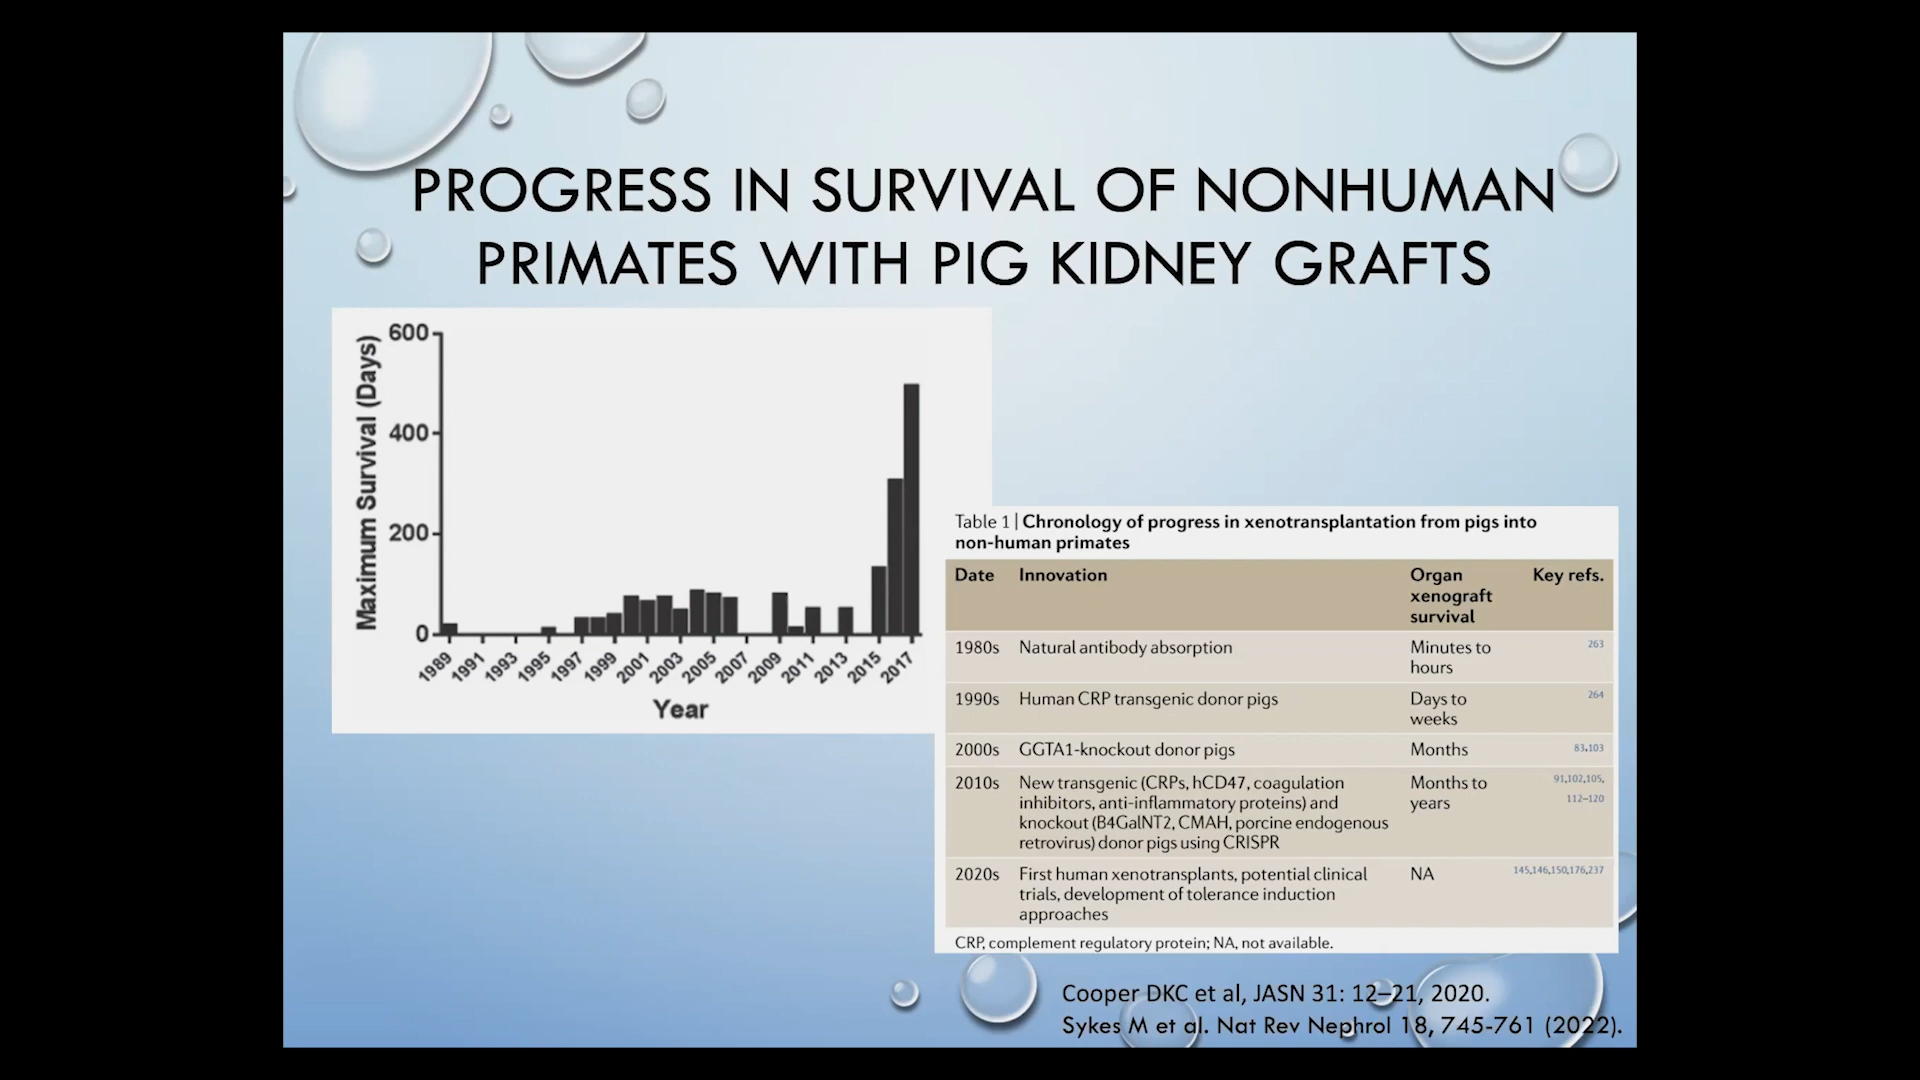 PROGRESS IN SURVIVAL OF NONHUMAN
PRIMATES WITH PIG KIDNEY GRAFTS
Maximum Survival (Days)
600
400
200
0
1989
1991
1993
1995
1997
1999
2001
2003
2005
2007
2009
2011
2013
2015
2017
Year
Table 1 | Chronology of progress in xenotransplantation from pigs into
non-human primates
Date Innovation Organ xenograft survival Key refs.
1980s Natural antibody absorption Minutes to hours 263
1990s Human CRP transgenic donor pigs Days to weeks 264
2000s GGTA1-knockout donor pigs Months 83,103
2010s New transgenic (CRPs, hCD47, coagulation Months to 91,102,105,
inhibitors, anti-inflammatory proteins) and years 112–120
knockout (B4GalNT2, CMAH, porcine endogenous
retrovirus) donor pigs using CRISPR
2020s First human xenotransplants, potential clinical NA 145,146,150,176,237
trials, development of tolerance induction
approaches
CRP, complement regulatory protein; NA, not available.
Cooper DKC et al, JASN 31: 12–21, 2020.
Sykes M et al. Nat Rev Nephrol 18, 745-761 (2022).